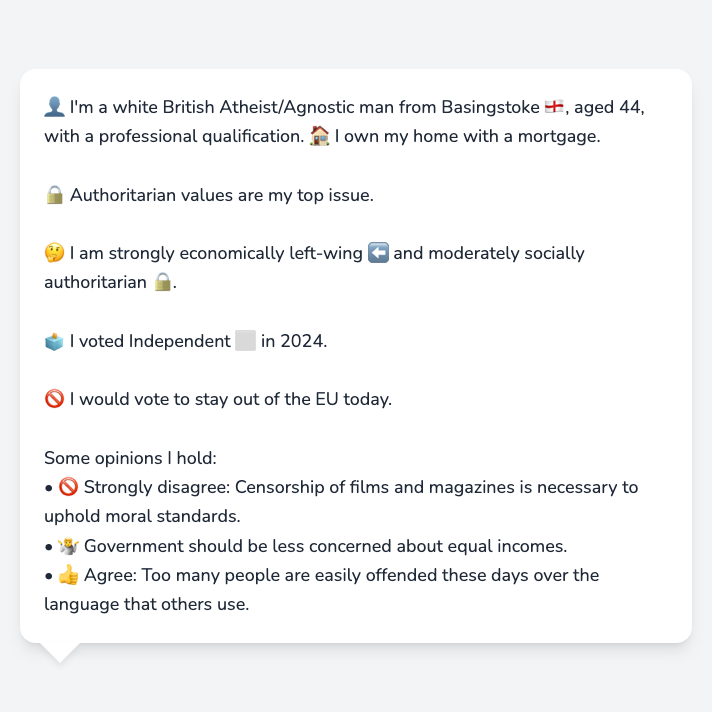 👤 I'm a white British Atheist/Agnostic man from Basingstoke 🏴󠁧󠁢󠁥󠁮󠁧󠁿, aged 44,
with a professional qualification. 🏠 I own my home with a mortgage.
🔒 Authoritarian values are my top issue.
🤔 I am strongly economically left-wing ⬅️ and moderately socially
authoritarian 🔒.
🗳️ I voted Independent ⬜ in 2024.
🚫 I would vote to stay out of the EU today.
Some opinions I hold:
• 🚫 Strongly disagree: Censorship of films and magazines is necessary to
uphold moral standards.
• 🤷 Government should be less concerned about equal incomes.
• 👍 Agree: Too many people are easily offended these days over the
language that others use.